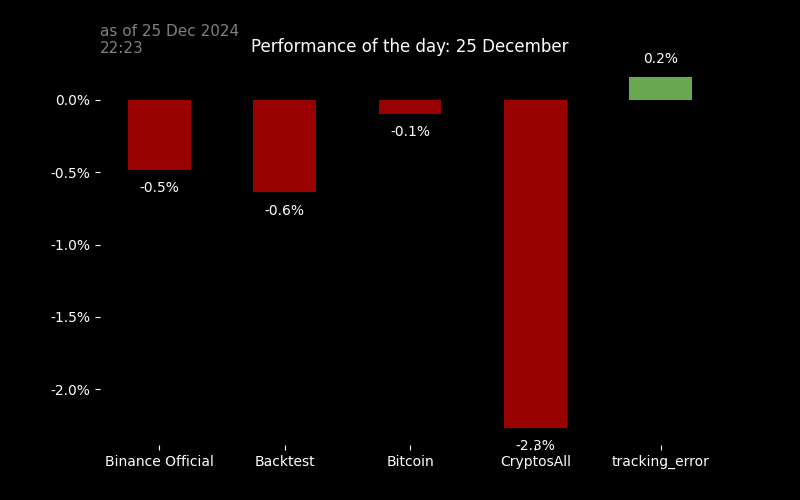 as of 25 Dec 2024
22:23
Performance of the day: 25 December
0.2%
0.0%
-0.1%
-0.5%
-0.5%
-0.6%
-1.0%
-1.5%
-2.0%
-2.3%
Binance Official
Backtest
Bitcoin
CryptosAll
tracking_error